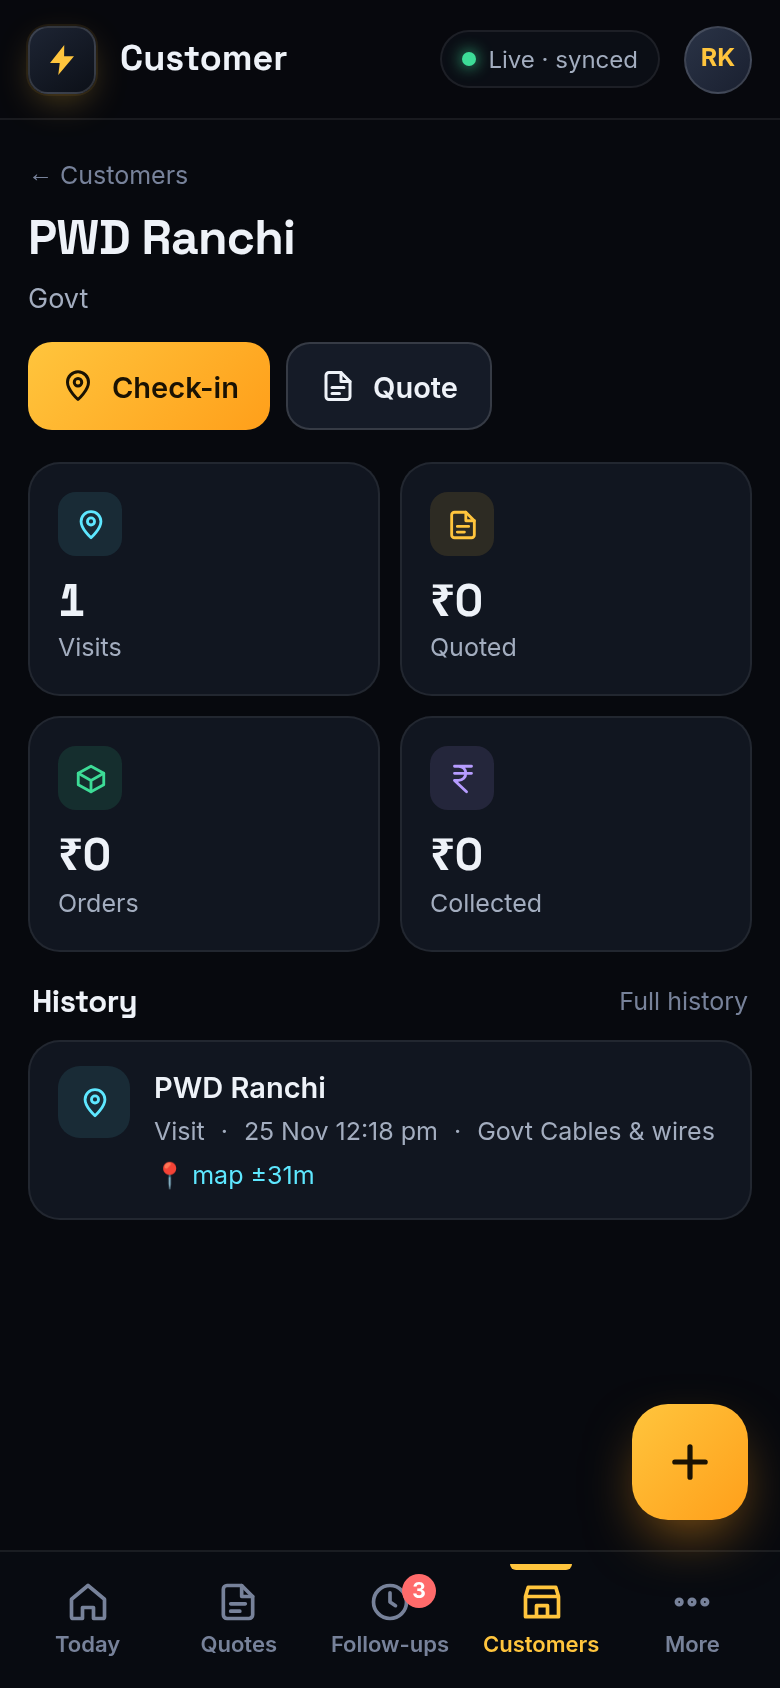 Customer
Live · synced
RK
← Customers
PWD Ranchi
Govt
Check-in
Quote
1
Visits
₹0
Quoted
₹0
Orders
₹
₹0
Collected
History
Full history
PWD Ranchi
Visit · 25 Nov 12:18 pm · Govt Cables & wires
📍 map ±31m
+
Today
Quotes
3
Follow-ups
Customers
More